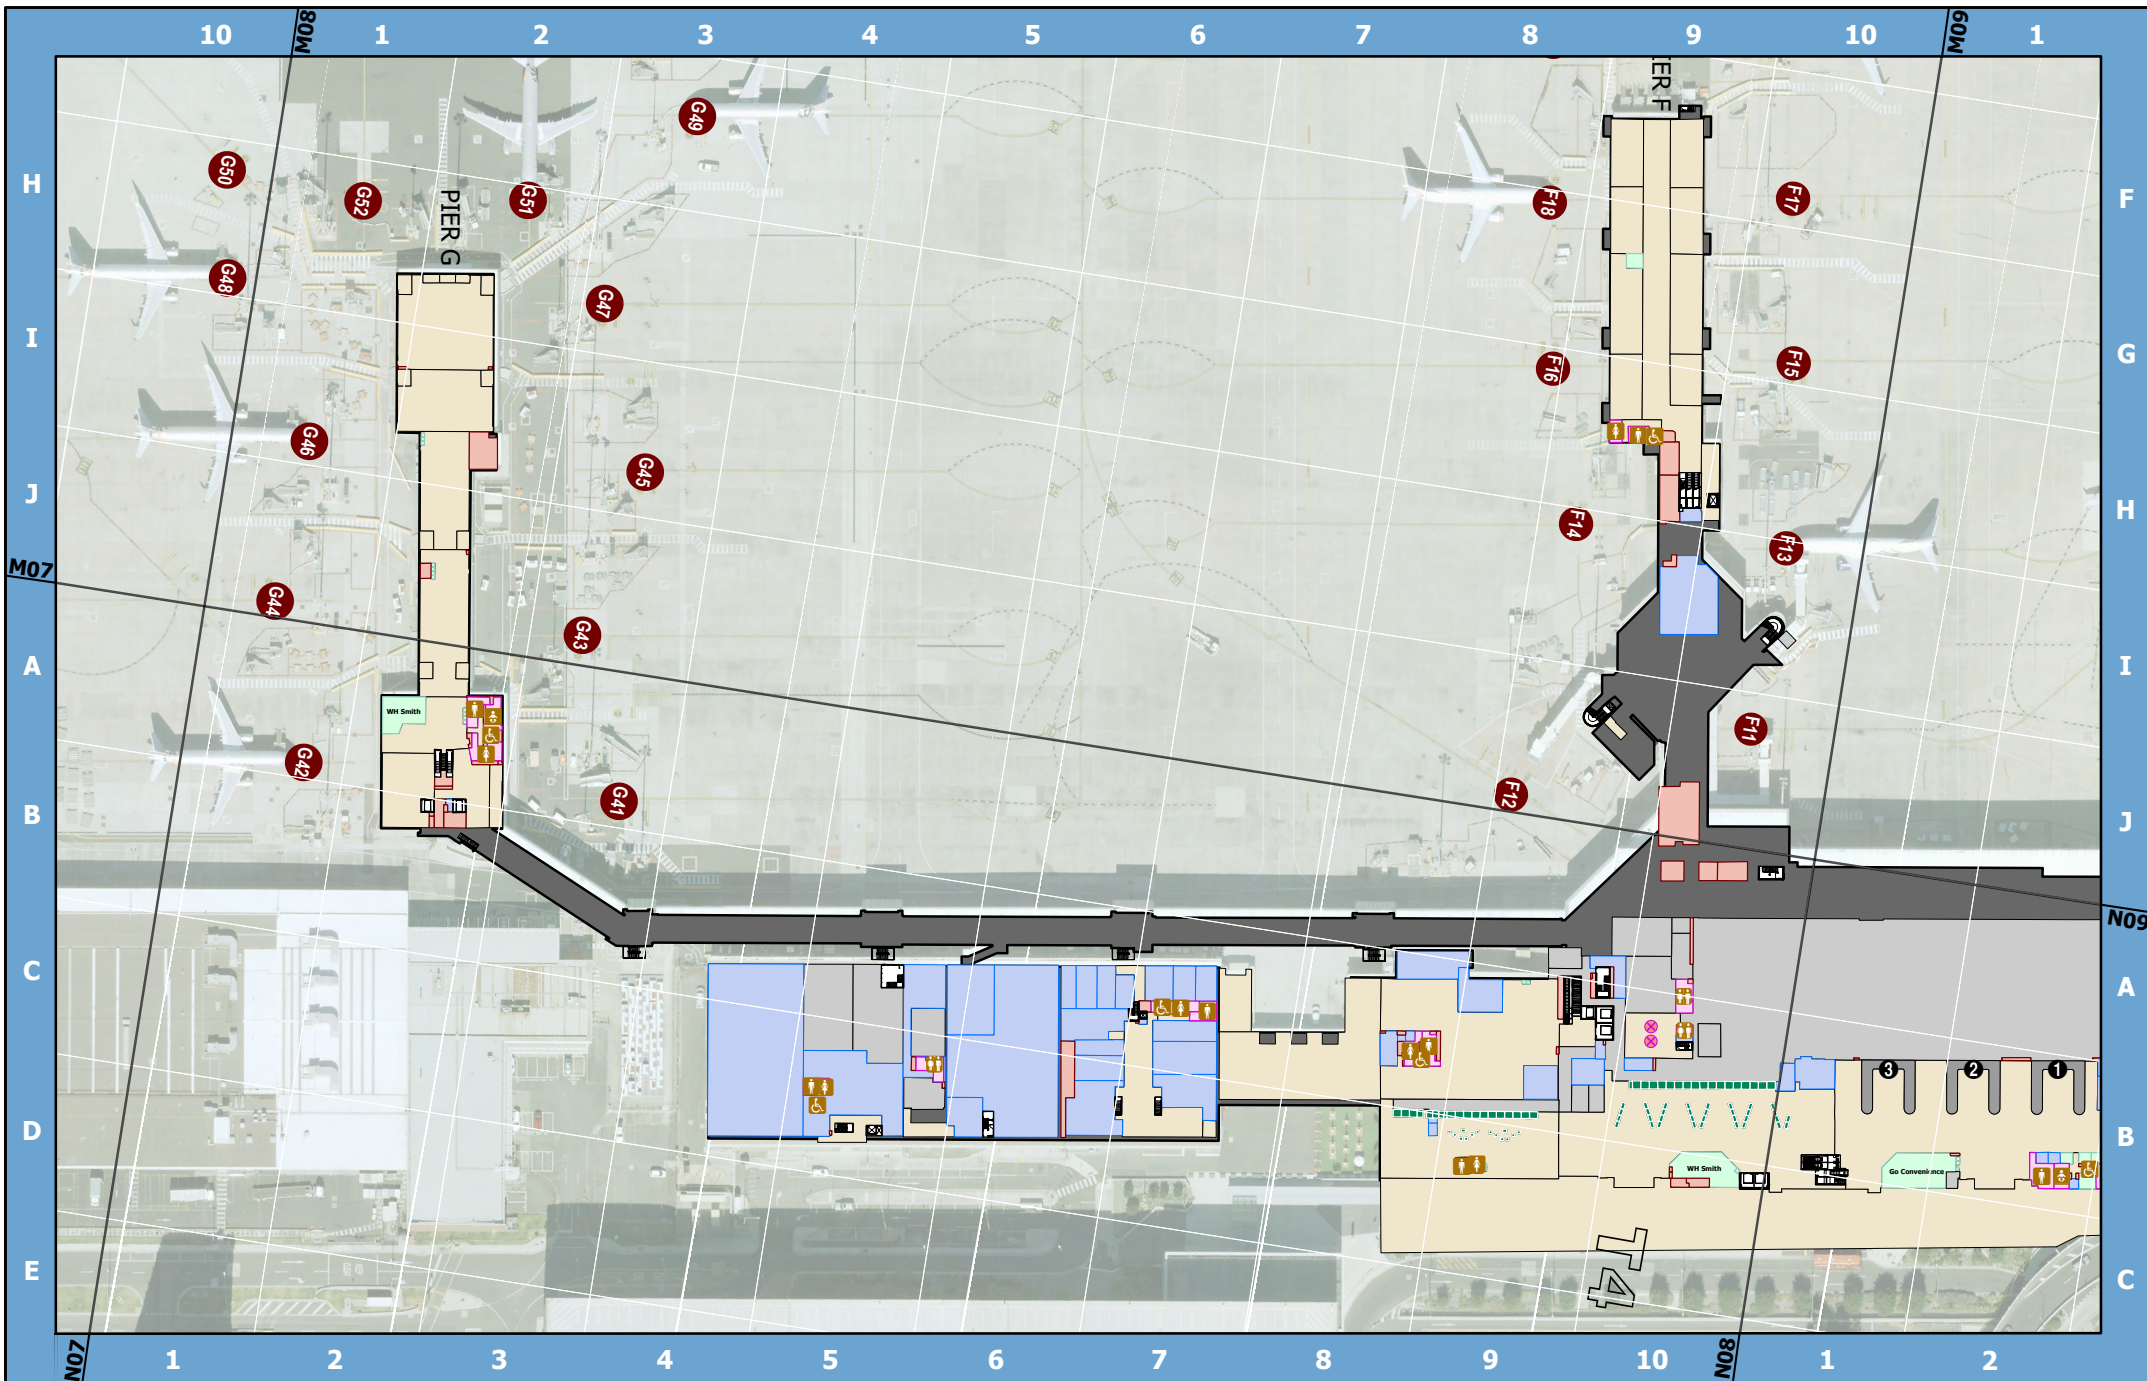 10 M08 1 2 3 4 5 6 7 8 9 10 M09 1
H
F
I
G
J
H
M07
A
I
B
J
N09
C
A
D
B
E
C
PIER G
IER F
G49
G50
G52
G51
F18
F17
G48
G47
F16
F15
G46
G45
F14
F13
G44
G43
F11
G42
G41
F12
WH Smith
3 2 1
WH Smith
Go Convenience
T4
N07 1 2 3 4 5 6 7 8 9 10 N08 1 2